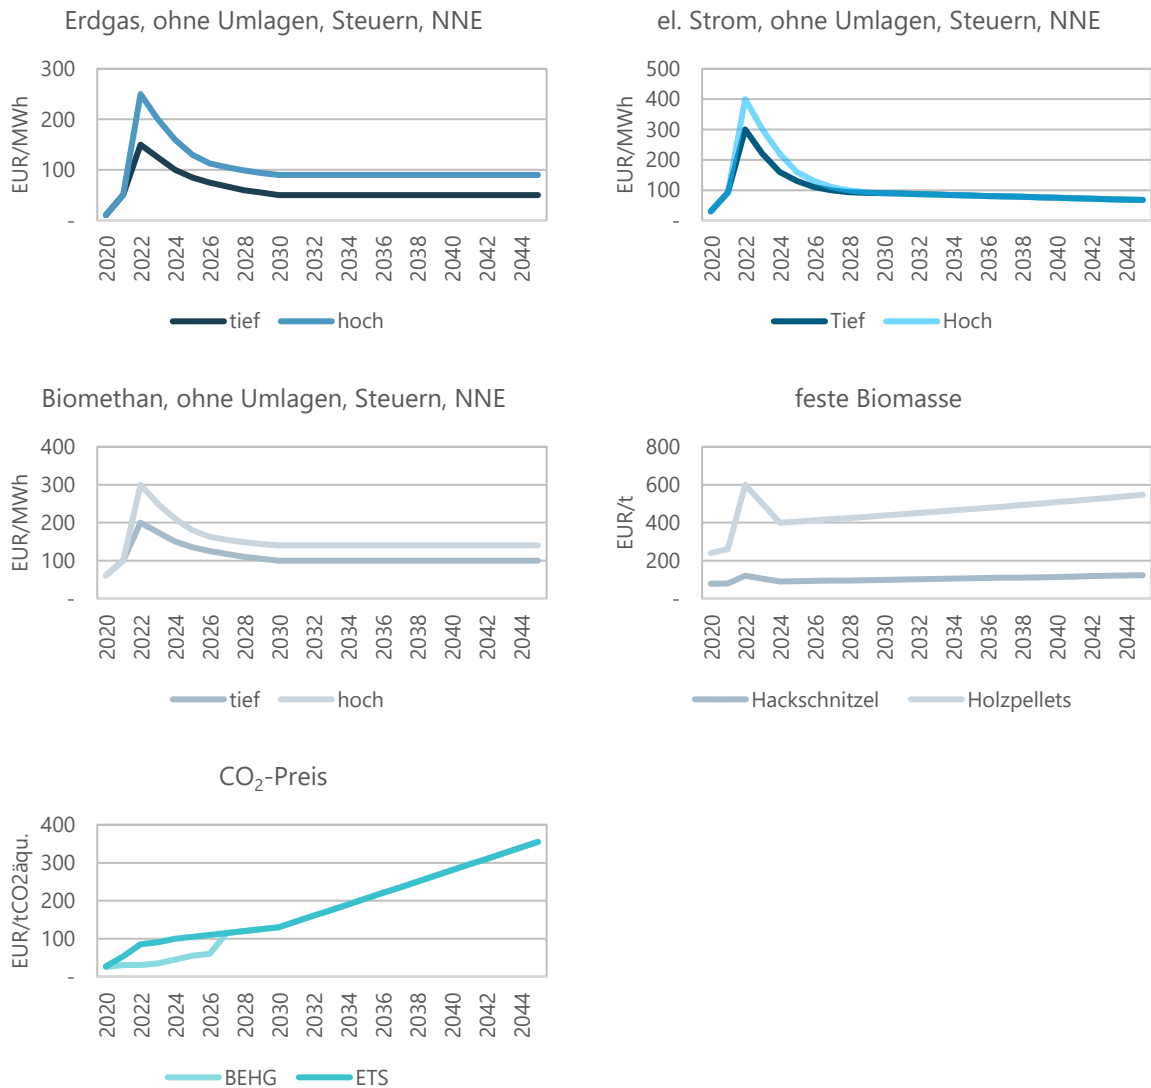 Erdgas, ohne Umlagen, Steuern, NNE
EUR/MWh
300
200
100
-
2020 2022 2024 2026 2028 2030 2032 2034 2036 2038 2040 2042 2044
tief hoch
el. Strom, ohne Umlagen, Steuern, NNE
EUR/MWh
500
400
300
200
100
-
2020 2022 2024 2026 2028 2030 2032 2034 2036 2038 2040 2042 2044
Tief Hoch
Biomethan, ohne Umlagen, Steuern, NNE
EUR/MWh
400
300
200
100
-
2020 2022 2024 2026 2028 2030 2032 2034 2036 2038 2040 2042 2044
tief hoch
feste Biomasse
EUR/t
800
600
400
200
-
2020 2022 2024 2026 2028 2030 2032 2034 2036 2038 2040 2042 2044
Hackschnitzel Holzpellets
CO₂-Preis
EUR/tCO2äqu.
400
300
200
100
-
2020 2022 2024 2026 2028 2030 2032 2034 2036 2038 2040 2042 2044
BEHG ETS